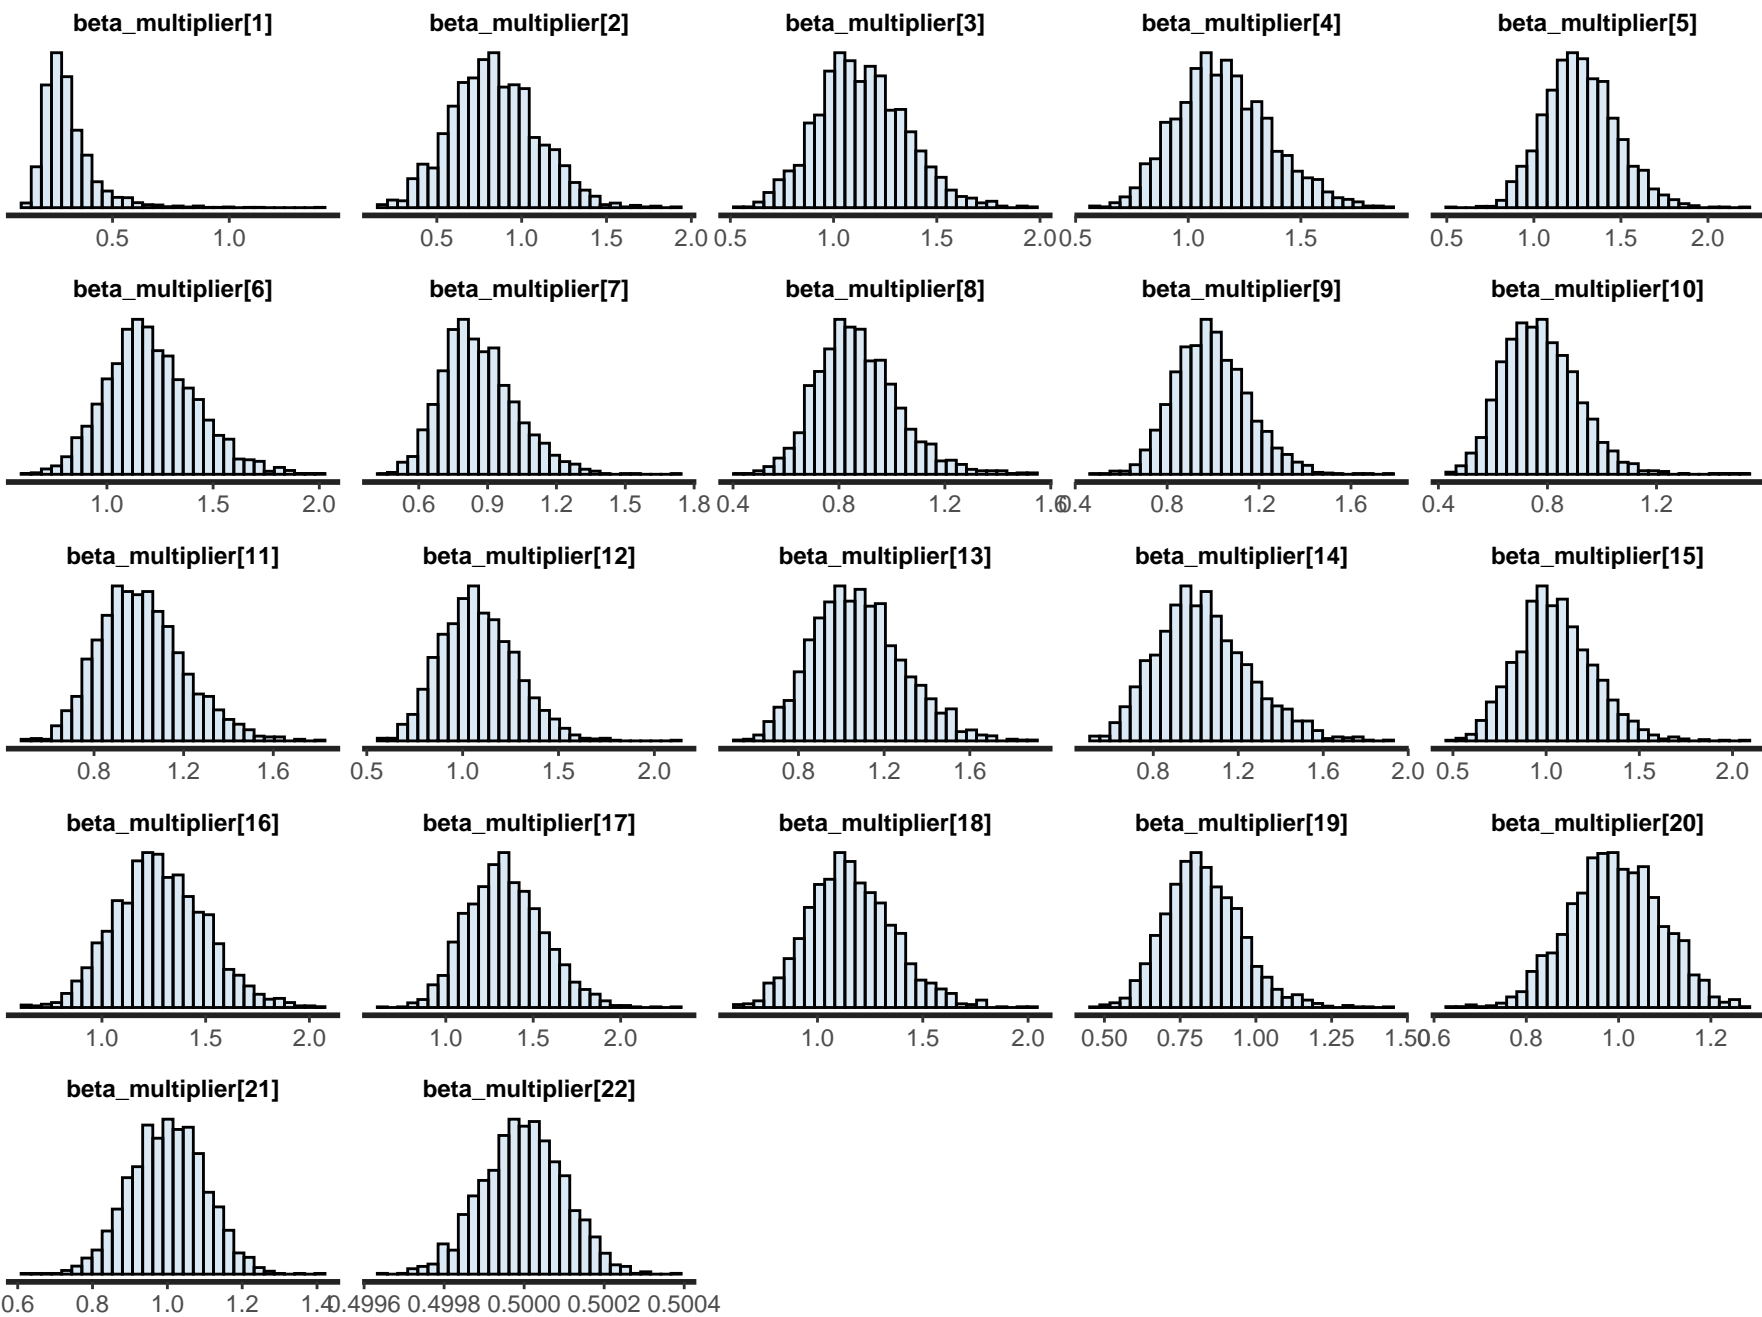 beta_multiplier[1] beta_multiplier[2] beta_multiplier[3] beta_multiplier[4] beta_multiplier[5]
0.5 1.0 0.5 1.0 1.5 2.0 0.5 1.0 1.5 2.0 0.5 1.0 1.5 0.5 1.0 1.5 2.0
beta_multiplier[6] beta_multiplier[7] beta_multiplier[8] beta_multiplier[9] beta_multiplier[10]
1.0 1.5 2.0 0.6 0.9 1.2 1.5 1.8 0.4 0.8 1.2 1.6 0.4 0.8 1.2 1.6 0.4 0.8 1.2
beta_multiplier[11] beta_multiplier[12] beta_multiplier[13] beta_multiplier[14] beta_multiplier[15]
0.8 1.2 1.6 0.5 1.0 1.5 2.0 0.8 1.2 1.6 0.8 1.2 1.6 2.0 0.5 1.0 1.5 2.0
beta_multiplier[16] beta_multiplier[17] beta_multiplier[18] beta_multiplier[19] beta_multiplier[20]
1.0 1.5 2.0 1.0 1.5 2.0 1.0 1.5 2.0 0.50 0.75 1.00 1.25 1.50 0.6 0.8 1.0 1.2
beta_multiplier[21] beta_multiplier[22]
0.6 0.8 1.0 1.2 1.4 0.4996 0.4998 0.5000 0.5002 0.5004